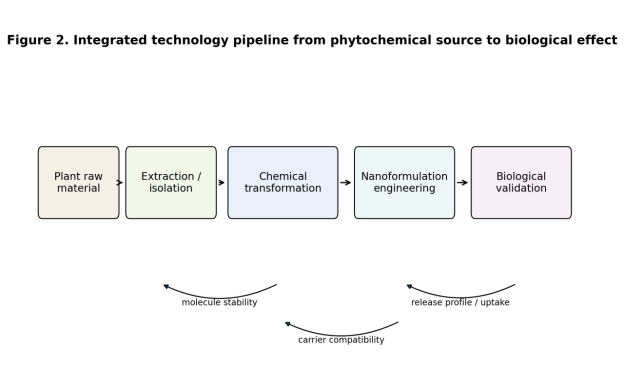 Figure 2. Integrated technology pipeline from phytochemical source to biological effect
Plant raw
material
Extraction /
isolation
Chemical
transformation
Nanoformulation
engineering
Biological
validation
molecule stability
release profile / uptake
carrier compatibility